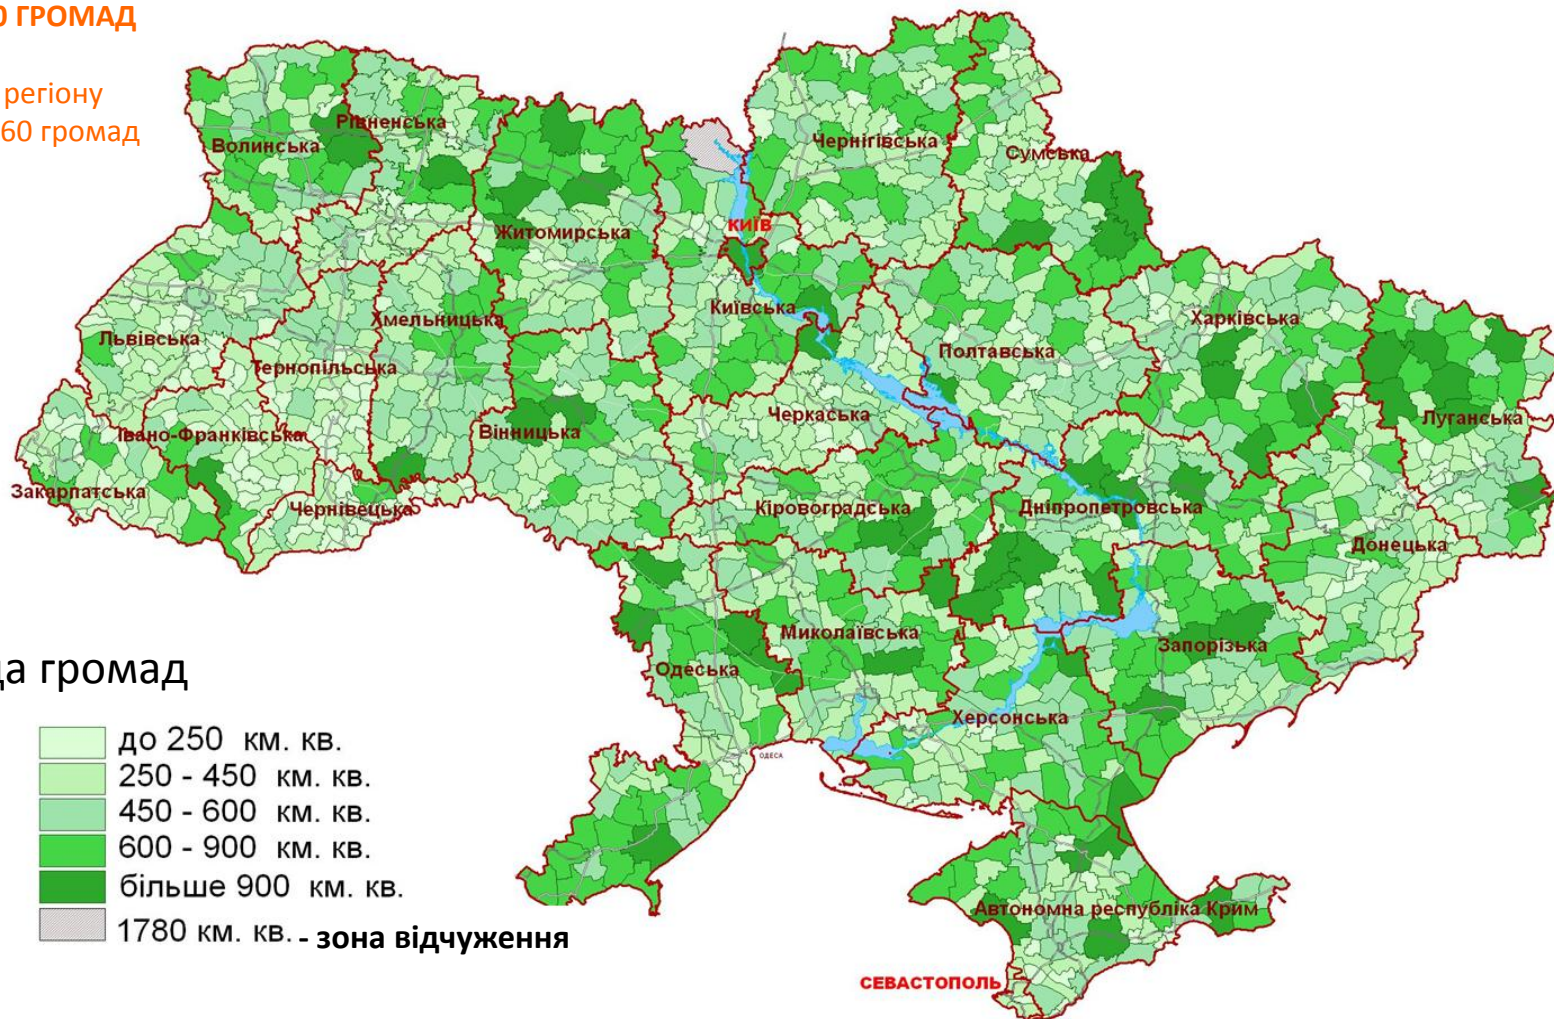 0 ГРОМАД
регіону
60 громад
Волинська
Рівненська
Житомирська
Чернігівська
Сумська
КИЇВ
Київська
Львівська
Тернопільська
Хмельницька
Полтавська
Харківська
Луганська
Закарпатська
Івано-Франківська
Чернівецька
Вінницька
Черкаська
Кіровоградська
Дніпропетровська
Донецька
Одеська
Миколаївська
Запорізька
Херсонська
ОДЕСА
Автономна республіка Крим
СЕВАСТОПОЛЬ
да громад
до 250 км. кв.
250 - 450 км. кв.
450 - 600 км. кв.
600 - 900 км. кв.
більше 900 км. кв.
1780 км. кв. - зона відчуження